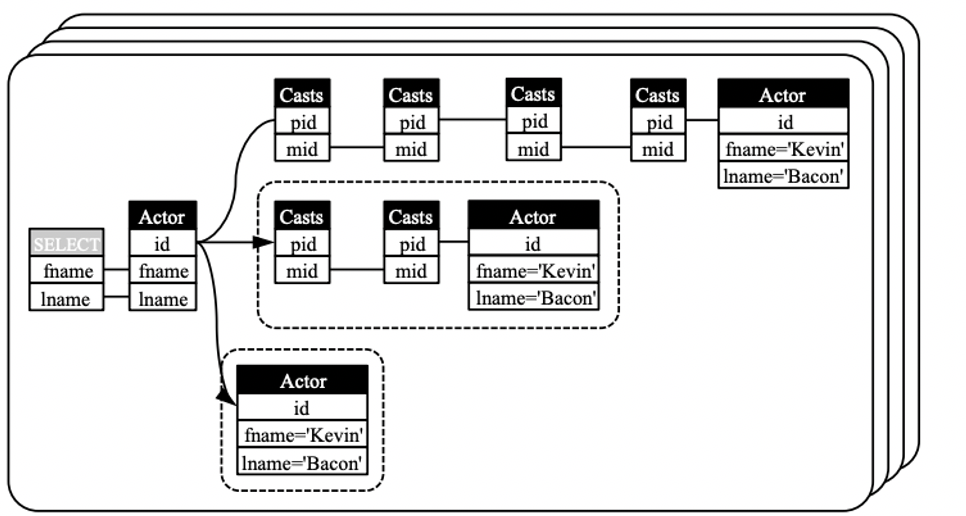 Casts
pid
mid
Casts
pid
mid
Casts
pid
mid
Casts
pid
mid
Actor
id
fname='Kevin'
lname='Bacon'
SELECT
fname
lname
Actor
id
fname
lname
Casts
pid
mid
Casts
pid
mid
Actor
id
fname='Kevin'
lname='Bacon'
Actor
id
fname='Kevin'
lname='Bacon'